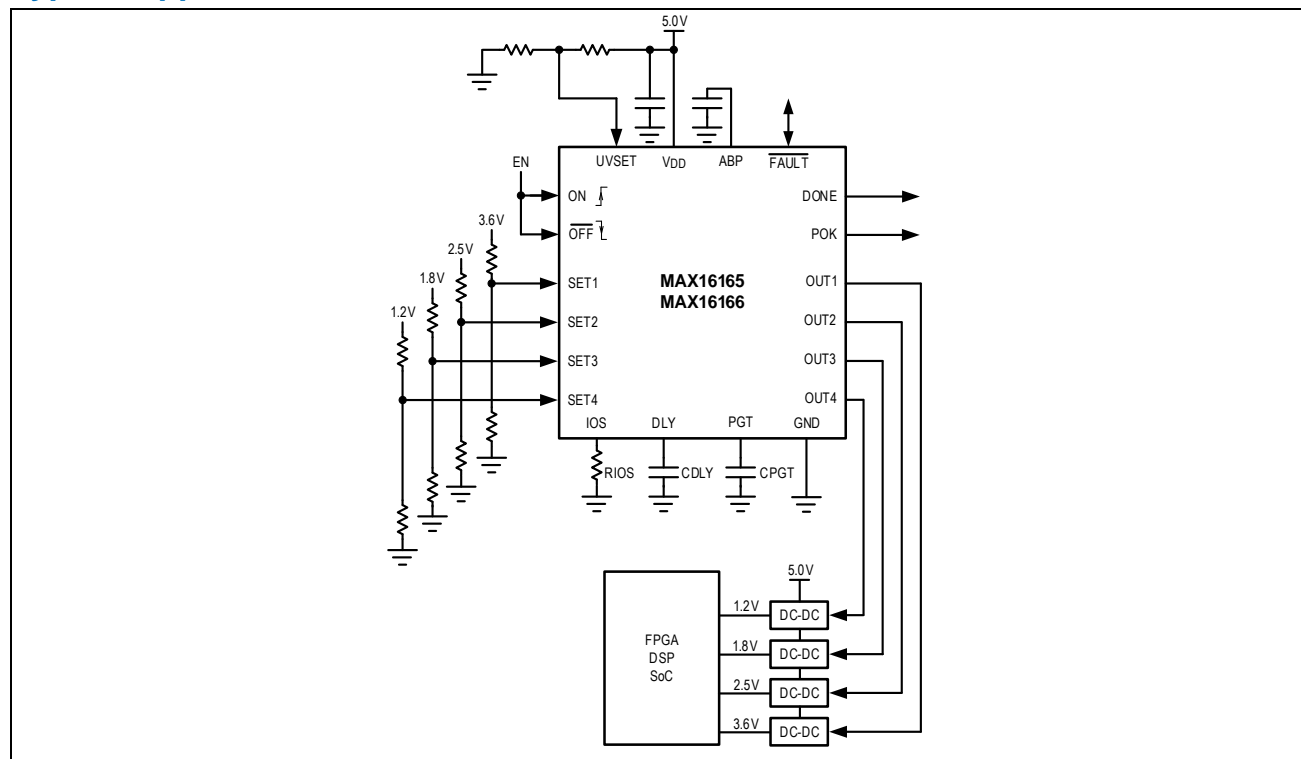 5.0V
UVSET
VDD
ABP
FAULT
EN
ON
DONE
3.6V
OFF
POK
2.5V
MAX16165
SET1
OUT1
1.8V
MAX16166
SET2
OUT2
1.2V
SET3
OUT3
SET4
OUT4
IOS
DLY
PGT
GND
RIOS
CDLY
CPGT
5.0V
1.2V
DC-DC
FPGA
DSP
SoC
1.8V
DC-DC
2.5V
DC-DC
3.6V
DC-DC